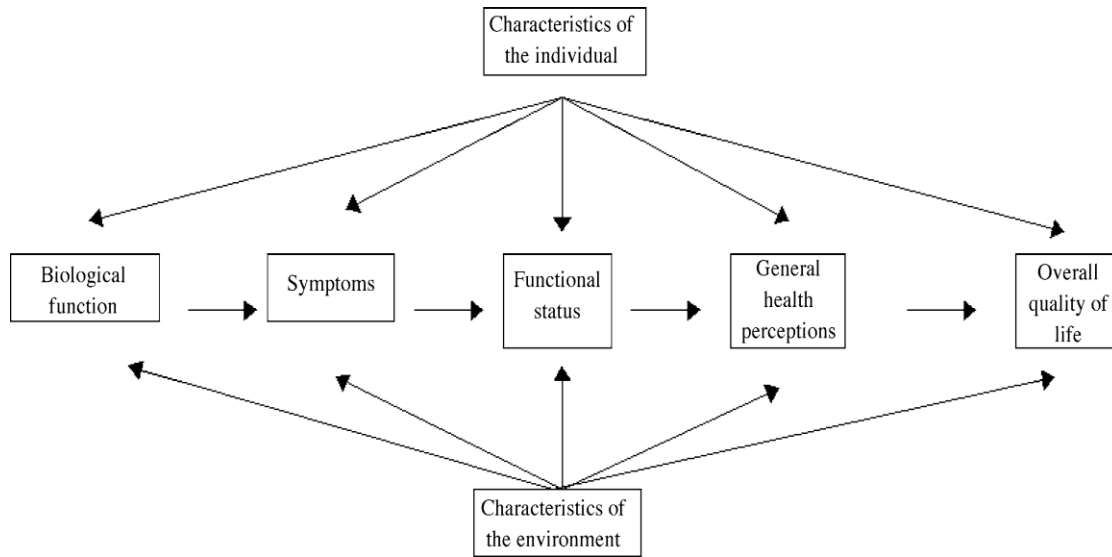 Characteristics of
the individual
Biological
function
Symptoms
Functional
status
General
health
perceptions
Overall
quality of
life
Characteristics of
the environment